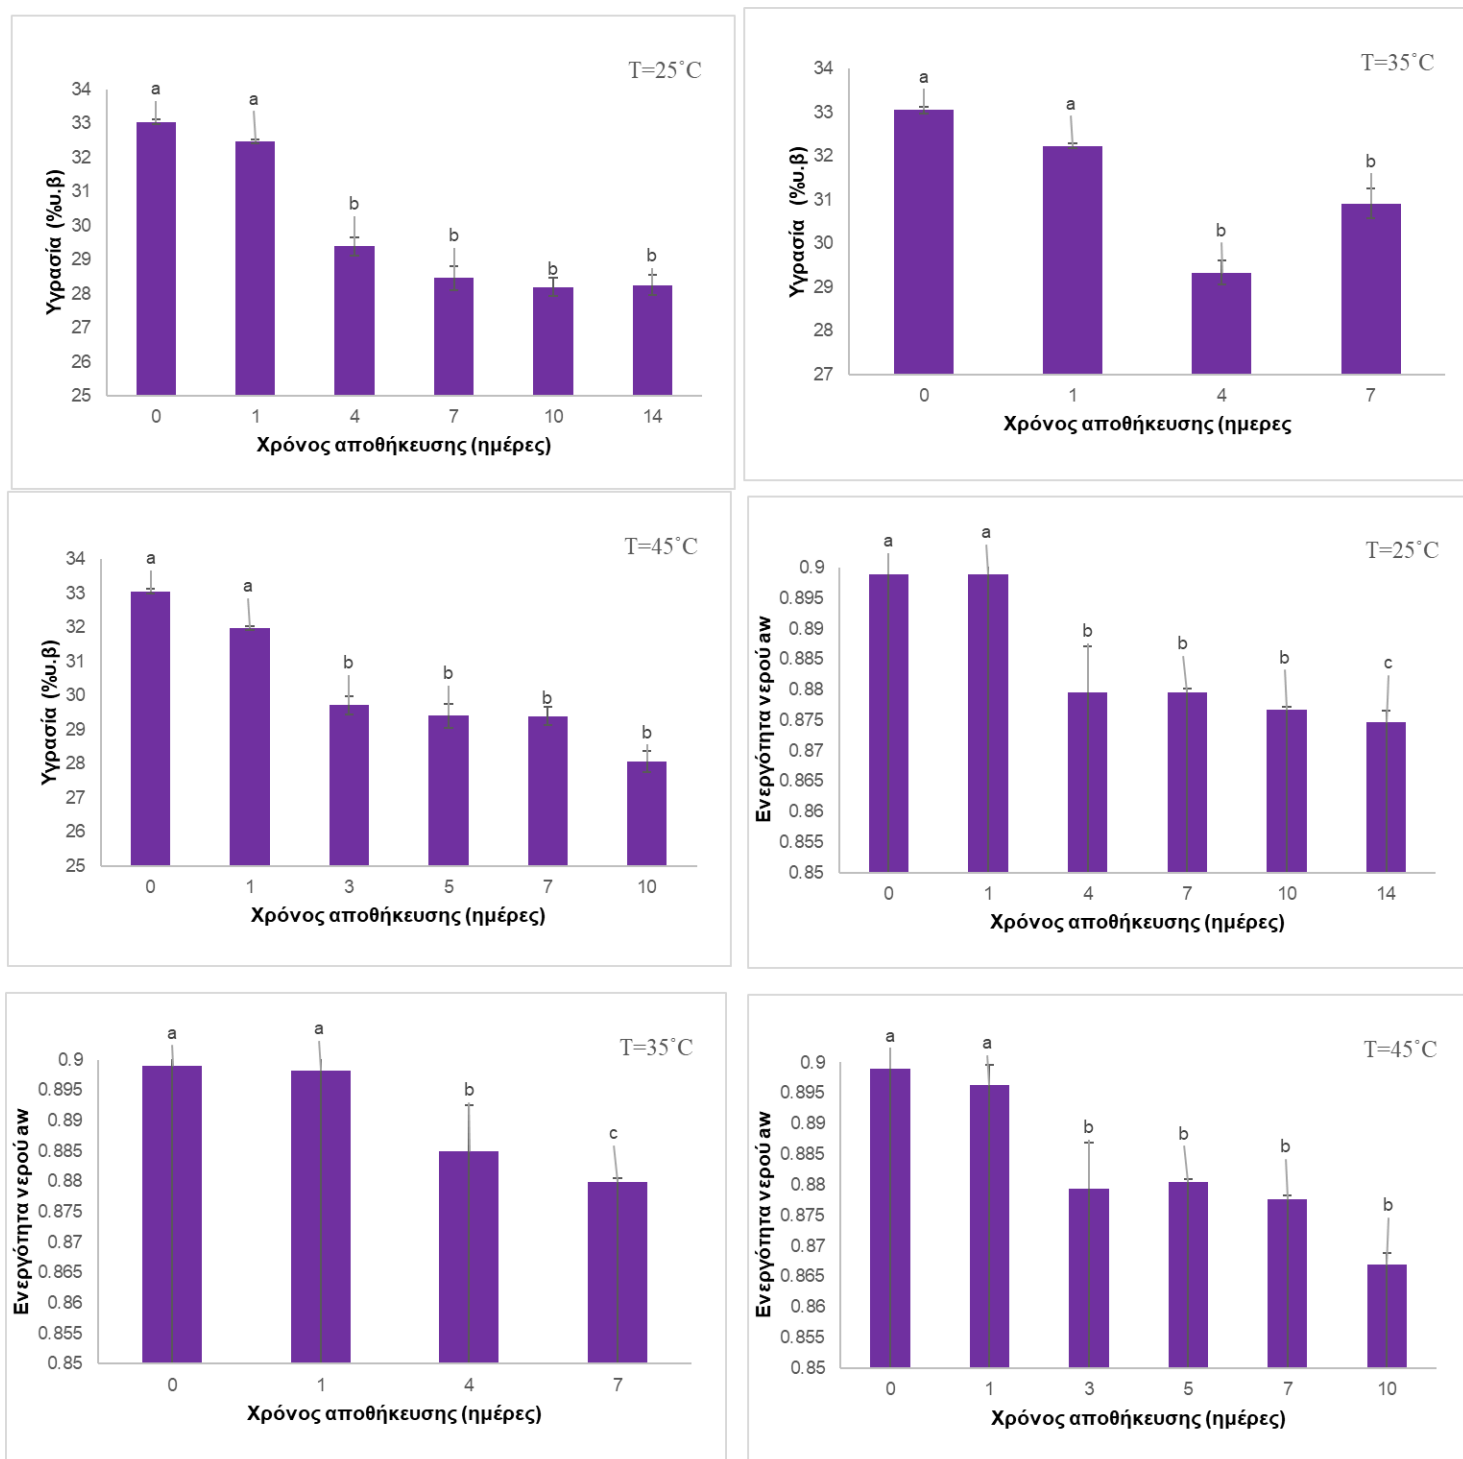 T=25˚C
a
a
b
b
b
b
34
33
32
31
30
29
28
27
26
25
Υγρασία (%υ.β)
0 1 4 7 10 14
Χρόνος αποθήκευσης (ημέρες)
T=35˚C
a
a
b
b
34
33
32
31
30
29
28
27
Υγρασία (%υ.β)
0 1 4 7
Χρόνος αποθήκευσης (ημερες
T=45˚C
a
a
b
b
b
b
34
33
32
31
30
29
28
27
26
25
Υγρασία (%υ.β)
0 1 3 5 7 10
Χρόνος αποθήκευσης (ημέρες)
T=25˚C
a
a
b
b
b
c
0.9
0.895
0.89
0.885
0.88
0.875
0.87
0.865
0.86
0.855
0.85
Ενεργότητα νερού aw
0 1 4 7 10 14
Χρόνος αποθήκευσης (ημέρες)
T=35˚C
a
a
b
c
0.9
0.895
0.89
0.885
0.88
0.875
0.87
0.865
0.86
0.855
0.85
Ενεργότητα νερού aw
0 1 4 7
Χρόνος αποθήκευσης (ημέρες)
T=45˚C
a
a
b
b
b
b
0.9
0.895
0.89
0.885
0.88
0.875
0.87
0.865
0.86
0.855
0.85
Ενεργότητα νερού aw
0 1 3 5 7 10
Χρόνος αποθήκευσης (ημέρες)